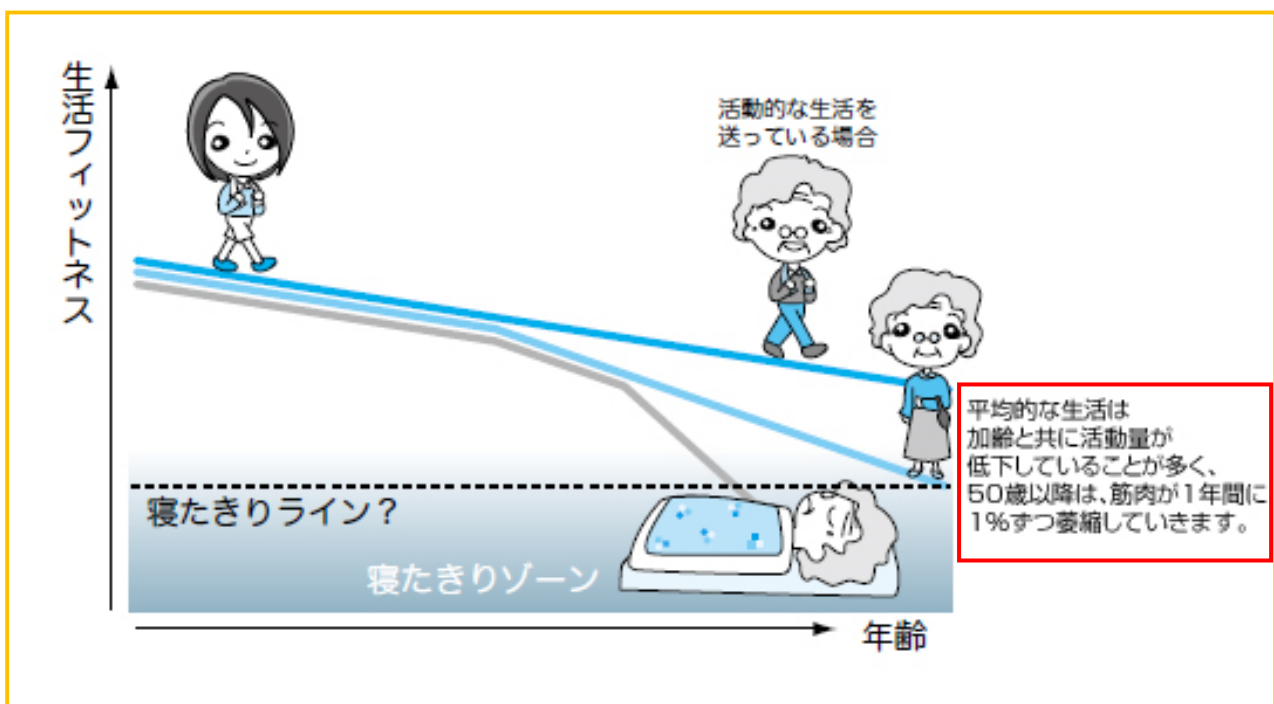 生活フィットネス
活動的な生活を
送っている場合
平均的な生活は
加齢と共に活動量が
低下していることが多く、
50歳以降は、筋肉が1年間に
1%ずつ萎縮していきます。
寝たきりライン？
寝たきりゾーン
年齢